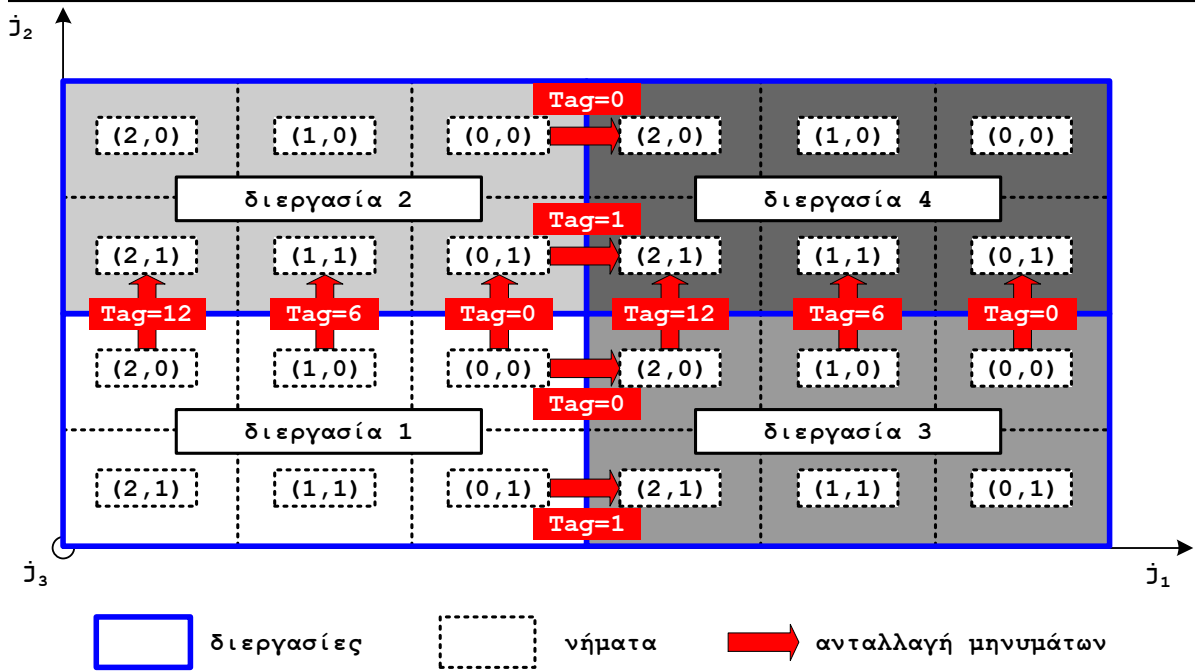 j2
Tag=0
(2,0) (1,0) (0,0) (2,0) (1,0) (0,0)
διεργασία 2 διεργασία 4
Tag=1
(2,1) (1,1) (0,1) (2,1) (1,1) (0,1)
Tag=12 Tag=6 Tag=0 Tag=12 Tag=6 Tag=0
(2,0) (1,0) (0,0) (2,0) (1,0) (0,0)
Tag=0
διεργασία 1 διεργασία 3
(2,1) (1,1) (0,1) (2,1) (1,1) (0,1)
Tag=1
j3 j1
διεργασίες νήματα ανταλλαγή μηνυμάτων